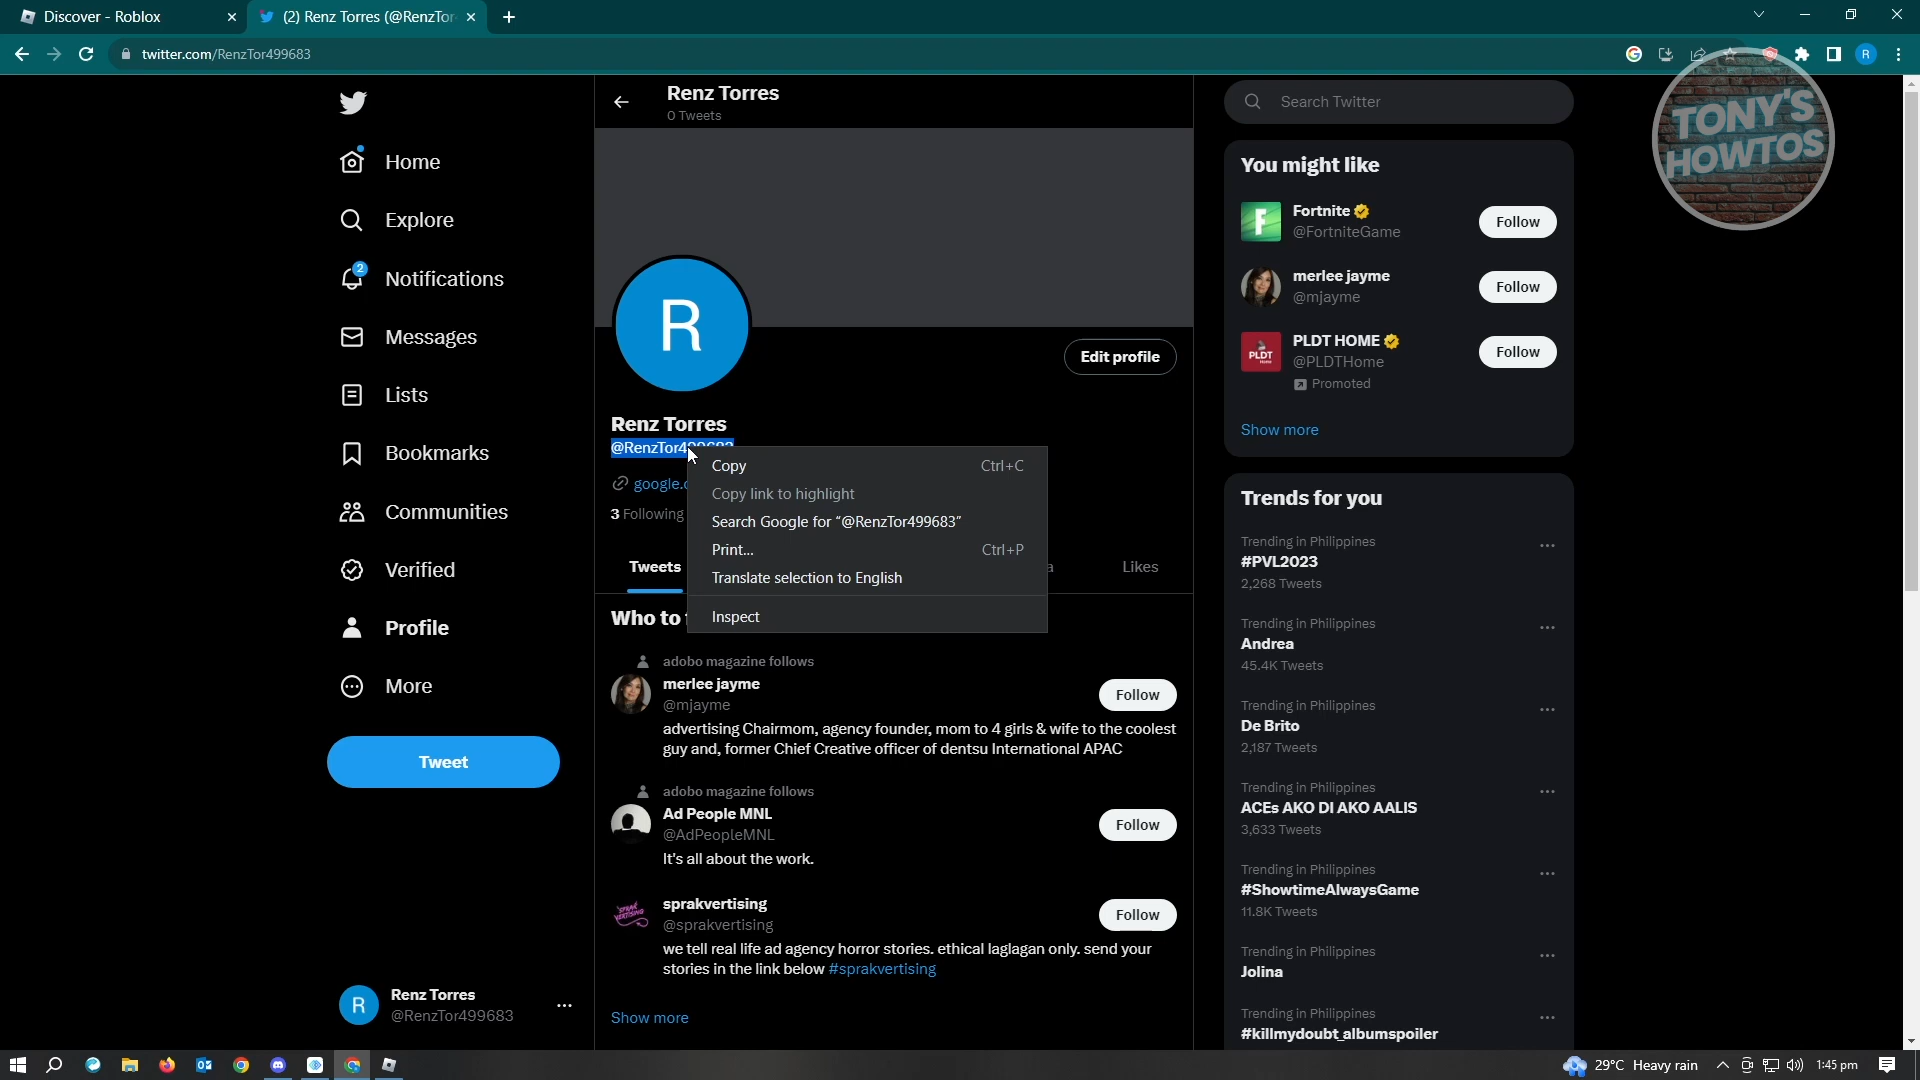 Discover - Roblox
(2) Renz Torres (@RenzTor
twitter.com/RenzTor499683
R
TONY'S
HOWTOS
Home
Explore
2
Notifications
Messages
Lists
Bookmarks
Communities
Verified
Profile
More
Tweet
Renz Torres
@RenzTor499683
R
Renz Torres
0 Tweets
R
Edit profile
Renz Torres
@RenzTor499683
google.c
3 Following
Copy Ctrl+C
Copy link to highlight
Search Google for "@RenzTor499683"
Print... Ctrl+P
Translate selection to English
Inspect
Tweets
a
Likes
Who to
adobo magazine follows
merlee jayme
@mjayme
Follow
advertising Chairmom, agency founder, mom to 4 girls & wife to the coolest
guy and, former Chief Creative officer of dentsu International APAC
adobo magazine follows
Ad People MNL
@AdPeopleMNL
Follow
It's all about the work.
SPRAK
VERTISING
sprakvertising
@sprakvertising
Follow
we tell real life ad agency horror stories. ethical laglagan only. send your
stories in the link below #sprakvertising
Show more
Search Twitter
You might like
Fortnite
@FortniteGame
Follow
merlee jayme
@mjayme
Follow
PLDT
PLDT HOME
@PLDTHome
Follow
Promoted
Show more
Trends for you
Trending in Philippines
#PVL2023
2,268 Tweets
Trending in Philippines
Andrea
45.4K Tweets
Trending in Philippines
De Brito
2,187 Tweets
Trending in Philippines
ACEs AKO DI AKO AALIS
3,633 Tweets
Trending in Philippines
#ShowtimeAlwaysGame
11.8K Tweets
Trending in Philippines
Jolina
Trending in Philippines
#killmydoubt_albumspoiler
29°C Heavy rain
1:45 pm